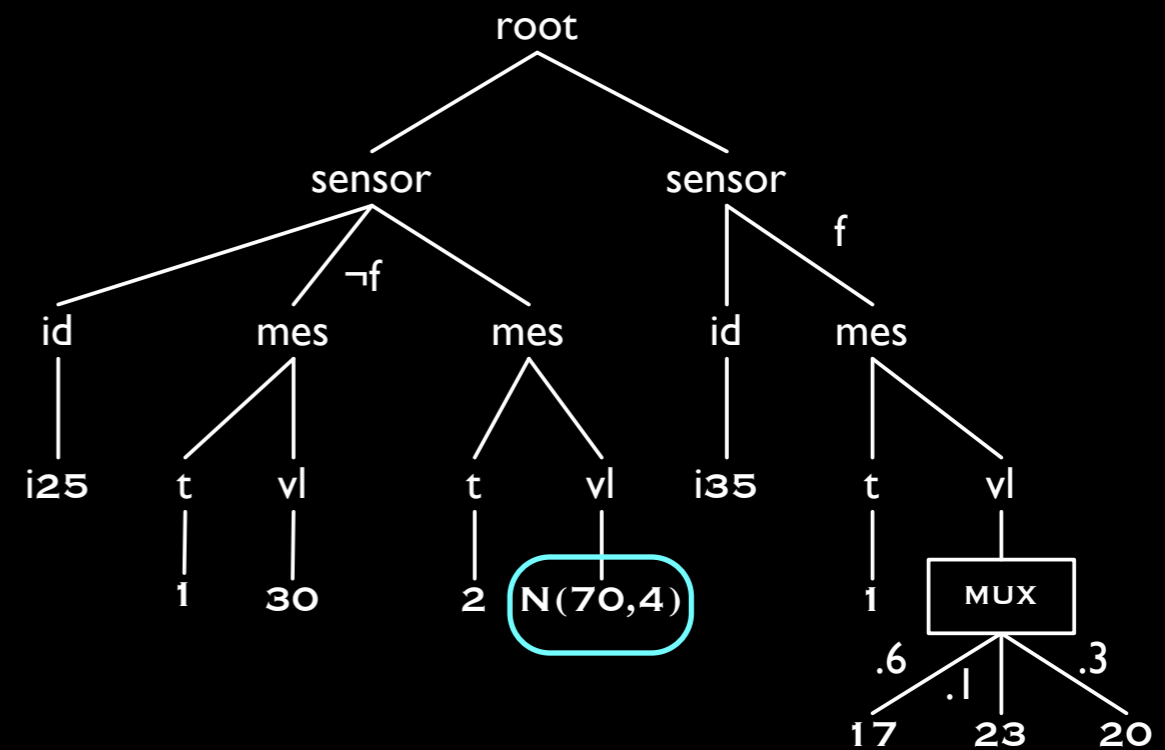 root
sensor sensor
f
¬f
id mes mes id mes
i25 t vl t vl i35 t vl
1 30 2 N(70,4) 1 MUX
.6 .1 .3
17 23 20